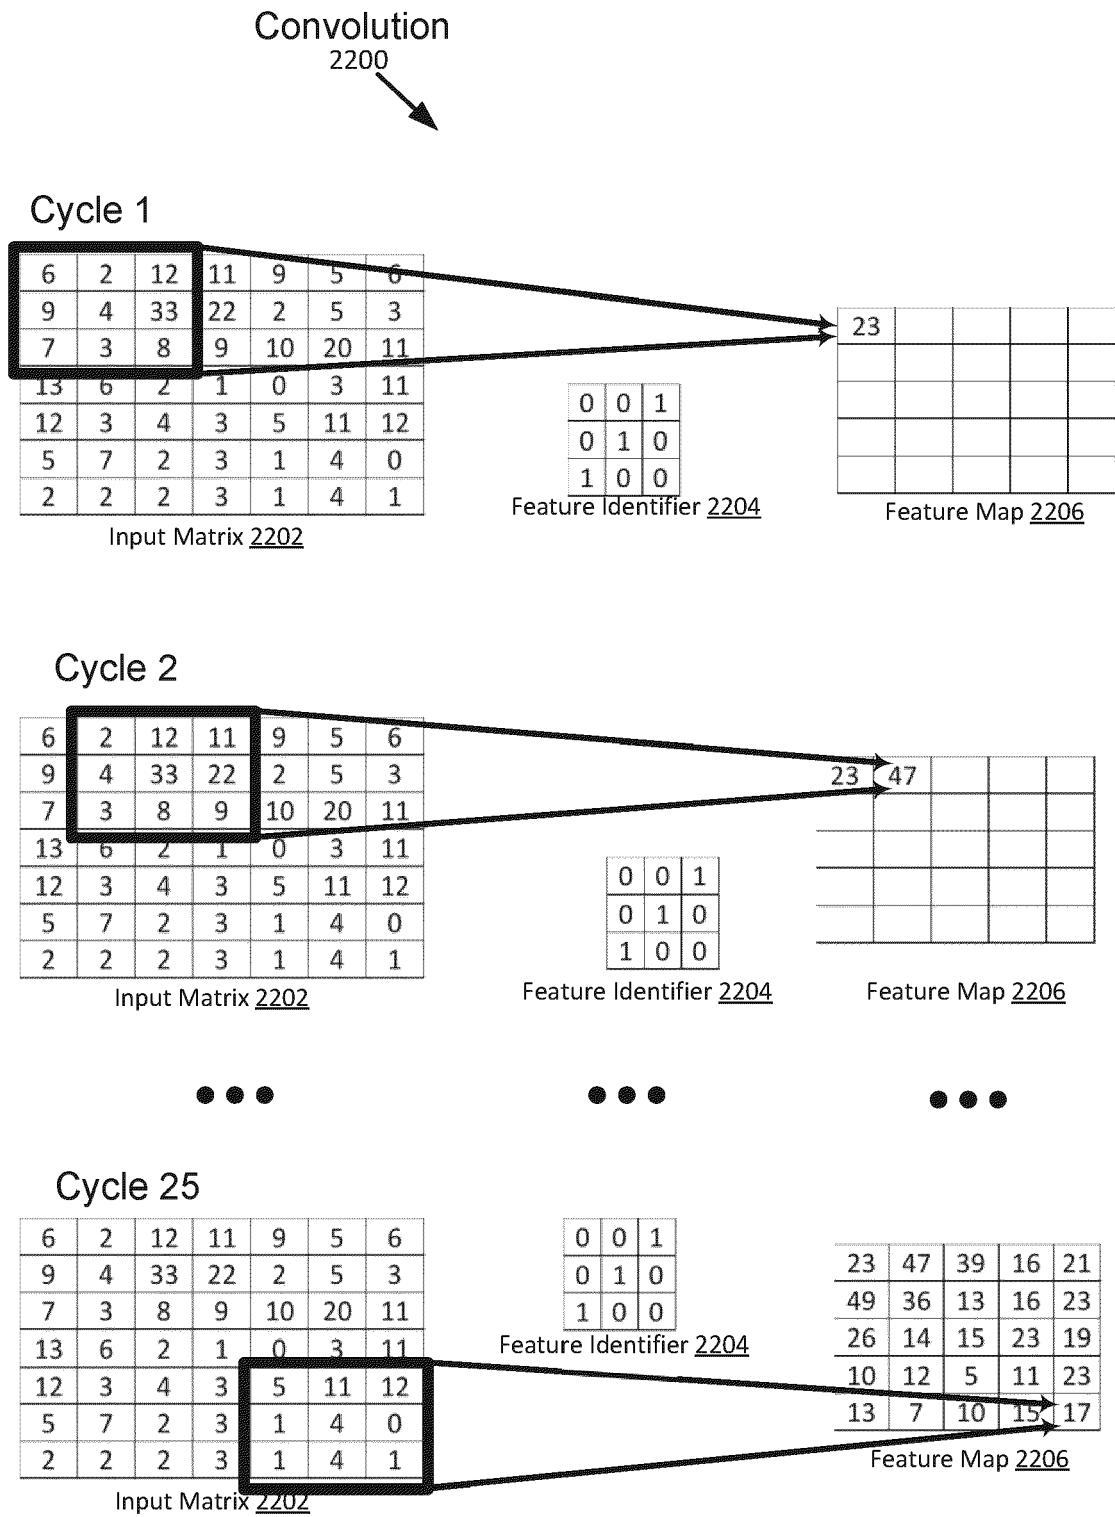 Convolution
2200
Cycle 1
6 2 12 11 9 5 6
9 4 33 22 2 5 3
7 3 8 9 10 20 11
13 6 2 1 0 3 11
12 3 4 3 5 11 12
5 7 2 3 1 4 0
2 2 2 3 1 4 1
Input Matrix 2202
0 0 1
0 1 0
1 0 0
Feature Identifier 2204
23
Feature Map 2206
Cycle 2
6 2 12 11 9 5 6
9 4 33 22 2 5 3
7 3 8 9 10 20 11
13 6 2 1 0 3 11
12 3 4 3 5 11 12
5 7 2 3 1 4 0
2 2 2 3 1 4 1
Input Matrix 2202
0 0 1
0 1 0
1 0 0
Feature Identifier 2204
23 47
Feature Map 2206
Cycle 25
6 2 12 11 9 5 6
9 4 33 22 2 5 3
7 3 8 9 10 20 11
13 6 2 1 0 3 11
12 3 4 3 5 11 12
5 7 2 3 1 4 0
2 2 2 3 1 4 1
Input Matrix 2202
0 0 1
0 1 0
1 0 0
Feature Identifier 2204
23 47 39 16 21
49 36 13 16 23
26 14 15 23 19
10 12 5 11 23
13 7 10 15 17
Feature Map 2206